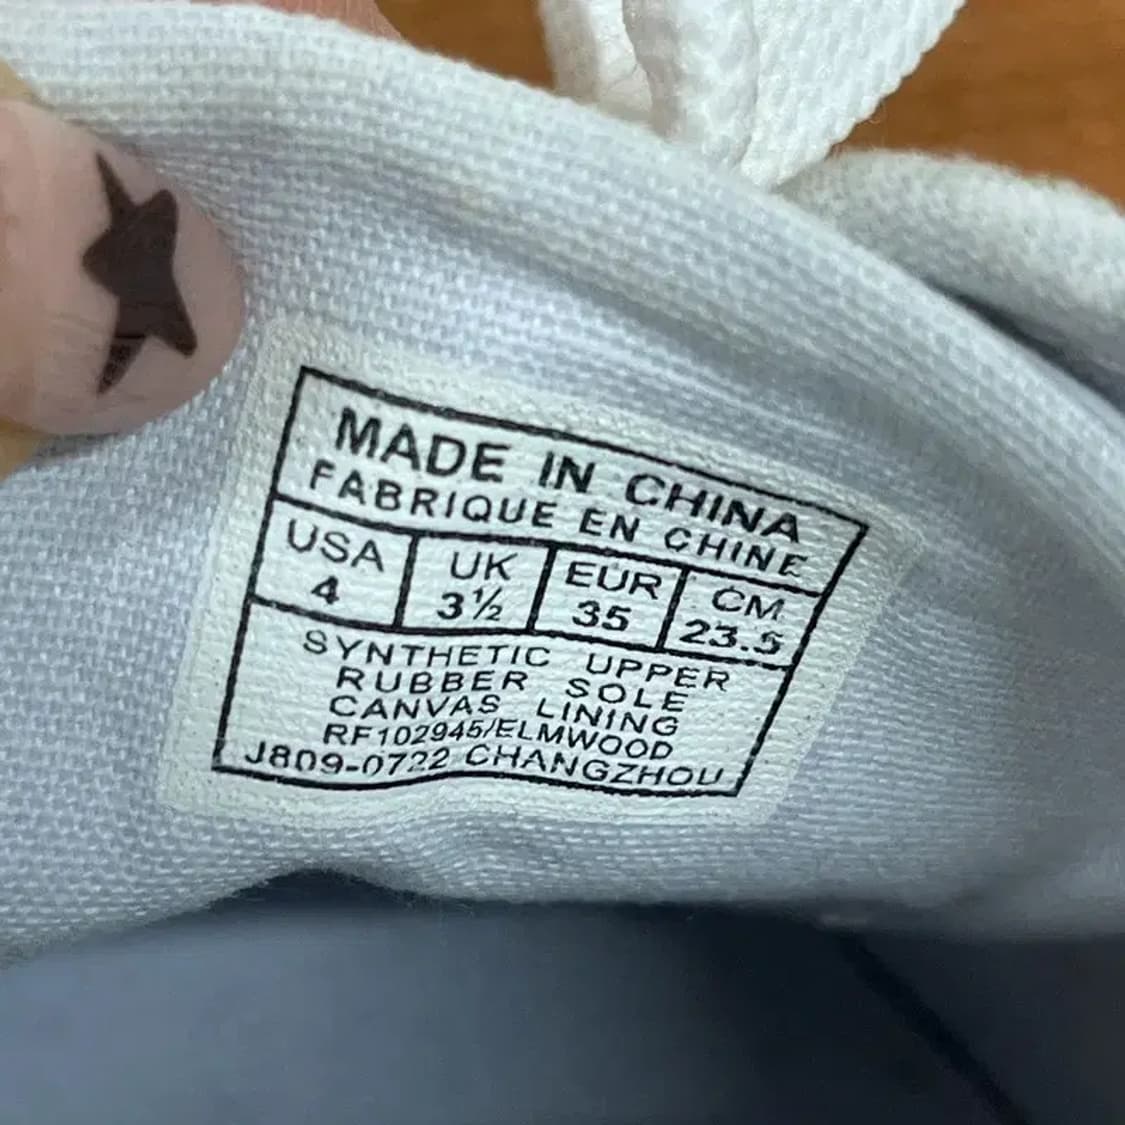 MADE IN CHINA
FABRIQUE EN CHINE
USA UK EUR CM
4 3½ 35 23.5
SYNTHETIC UPPER
RUBBER SOLE
CANVAS LINING
RF102945/ELMWOOD
J809-0722 CHANGZHOU